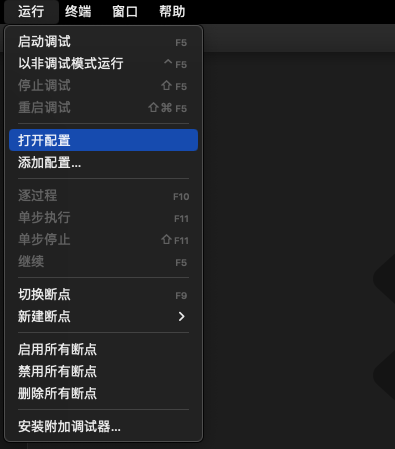 运行 终端 窗口 帮助
启动调试 F5
以非调试模式运行 ^ F5
停止调试 ⇧ F5
重启调试 ⇧⌘ F5
打开配置
添加配置...
逐过程 F10
单步执行 F11
单步停止 ⇧ F11
继续 F5
切换断点 F9
新建断点
启用所有断点
禁用所有断点
删除所有断点
安装附加调试器...